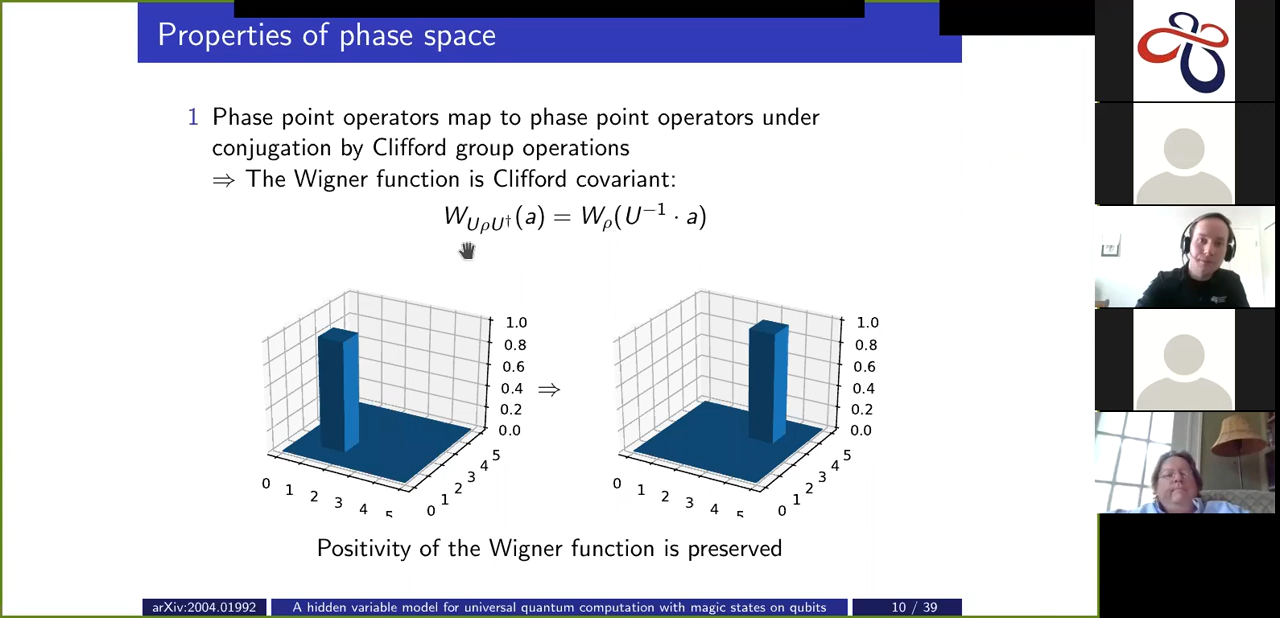 Properties of phase space
1 Phase point operators map to phase point operators under
conjugation by Clifford group operations
⇒ The Wigner function is Clifford covariant:
W_{UρU†}(a) = W_ρ(U⁻¹ · a)
1.0
0.8
0.6
0.4
0.2
0.0
0 1 2 3 4 5
0 1 2 3 4 5
⇒
1.0
0.8
0.6
0.4
0.2
0.0
0 1 2 3 4 5
0 1 2 3 4 5
Positivity of the Wigner function is preserved
arXiv:2004.01992 A hidden variable model for universal quantum computation with magic states on qubits 10 / 39